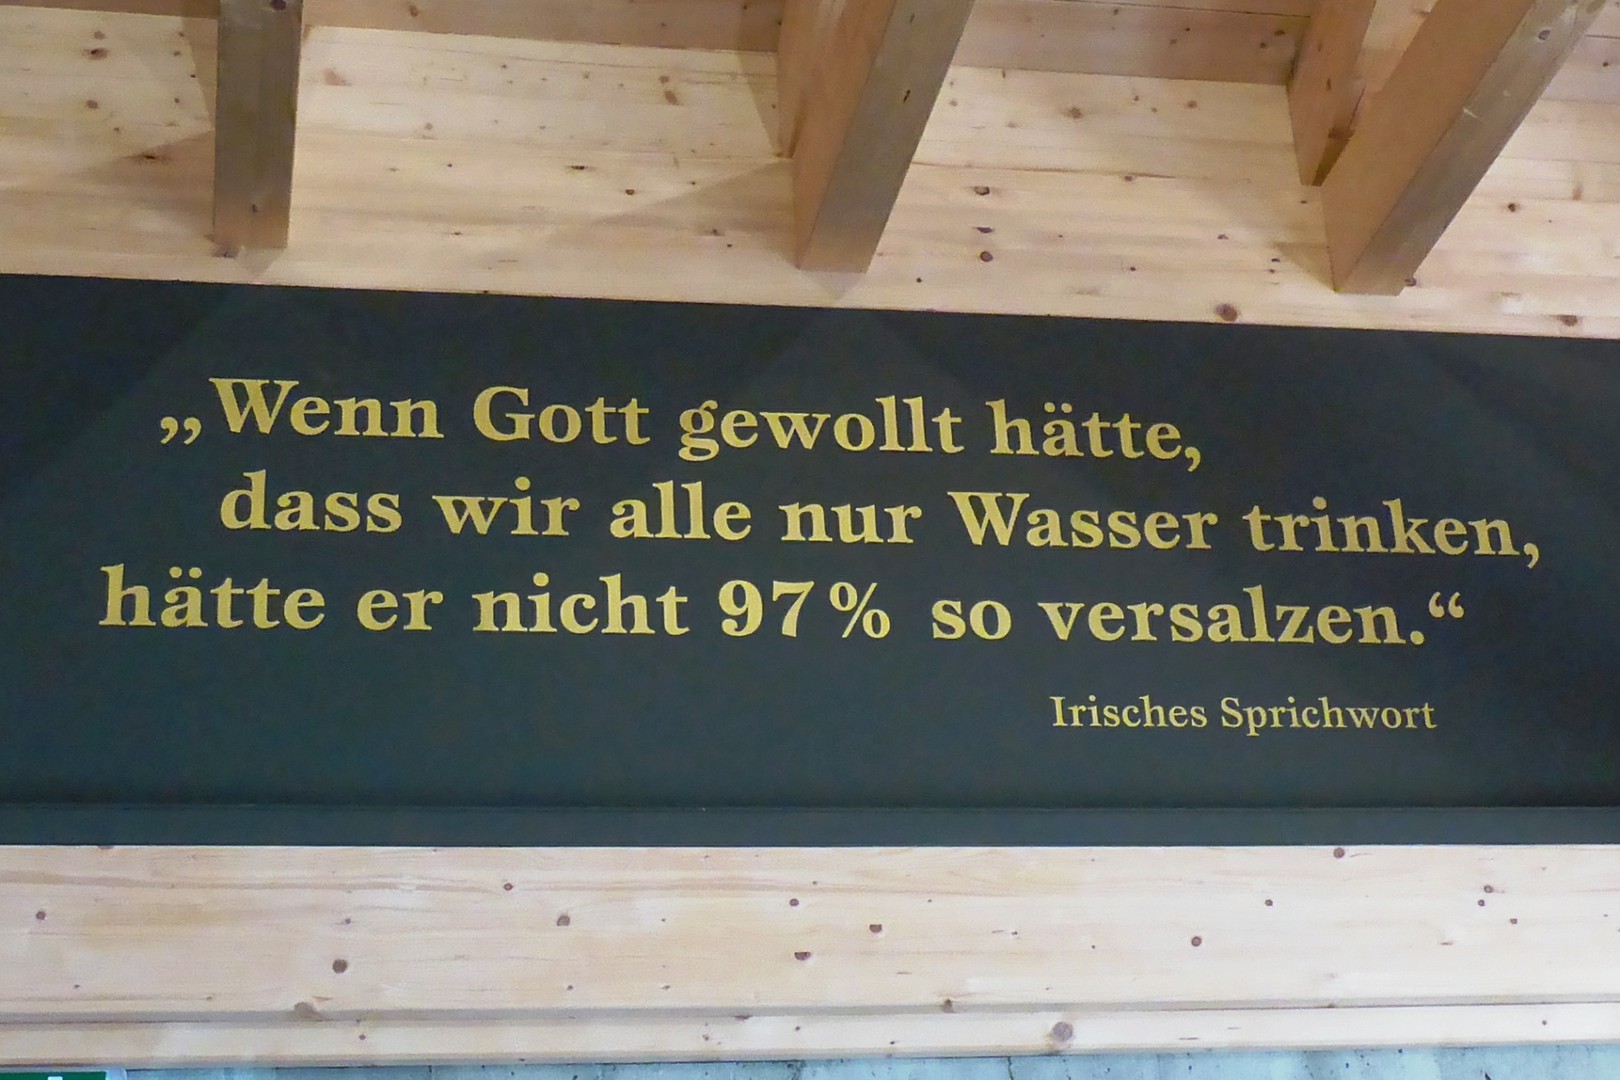 „Wenn Gott gewollt hätte,
dass wir alle nur Wasser trinken,
hätte er nicht 97% so versalzen.“
Irisches Sprichwort